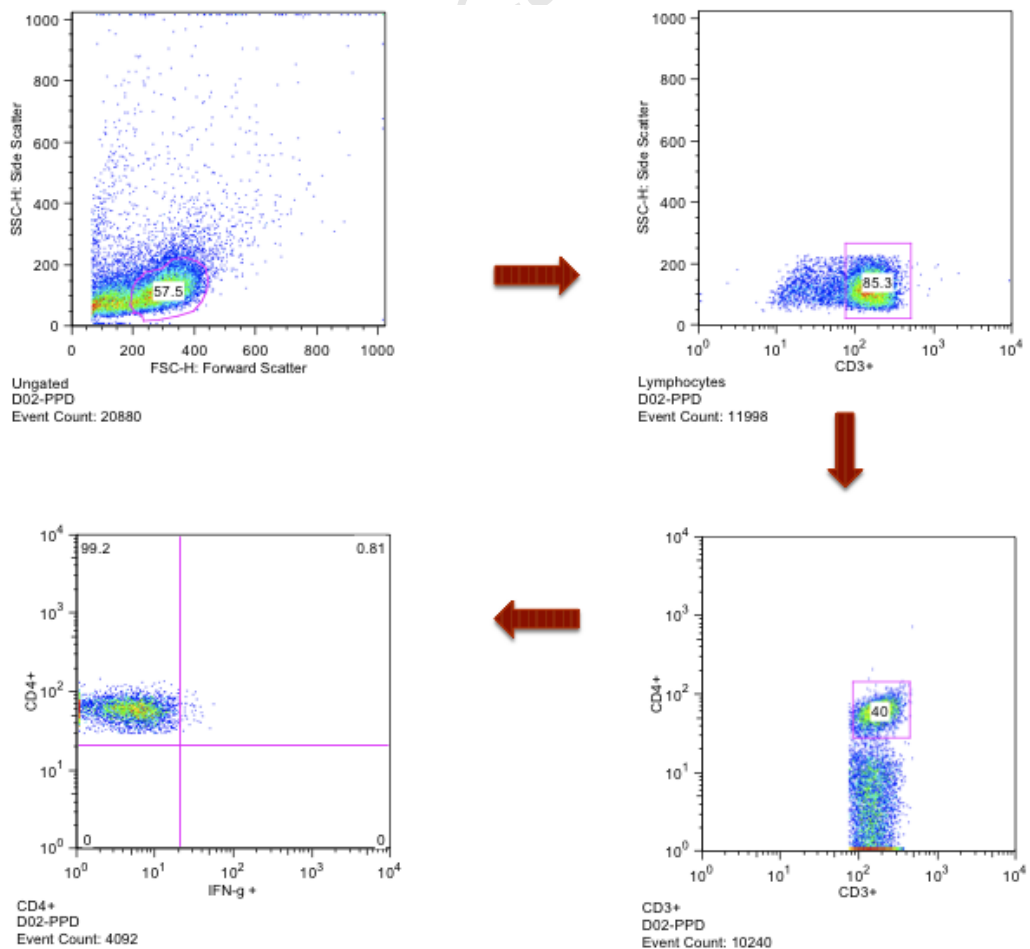 1000
800
600
400
200
0
SSC-H: Side Scatter
57.5
0 200 400 600 800 1000
FSC-H: Forward Scatter
Ungated
D02-PPD
Event Count: 20880
1000
800
600
400
200
0
SSC-H: Side Scatter
85.3
10⁰ 10¹ 10² 10³ 10⁴
CD3+
Lymphocytes
D02-PPD
Event Count: 11998
10⁴
10³
10²
10¹
10⁰
CD4+
99.2 0.81
0 0
10⁰ 10¹ 10² 10³ 10⁴
IFN-g +
CD4+
D02-PPD
Event Count: 4092
10⁴
10³
10²
10¹
10⁰
CD4+
40
10⁰ 10¹ 10² 10³ 10⁴
CD3+
CD3+
D02-PPD
Event Count: 10240